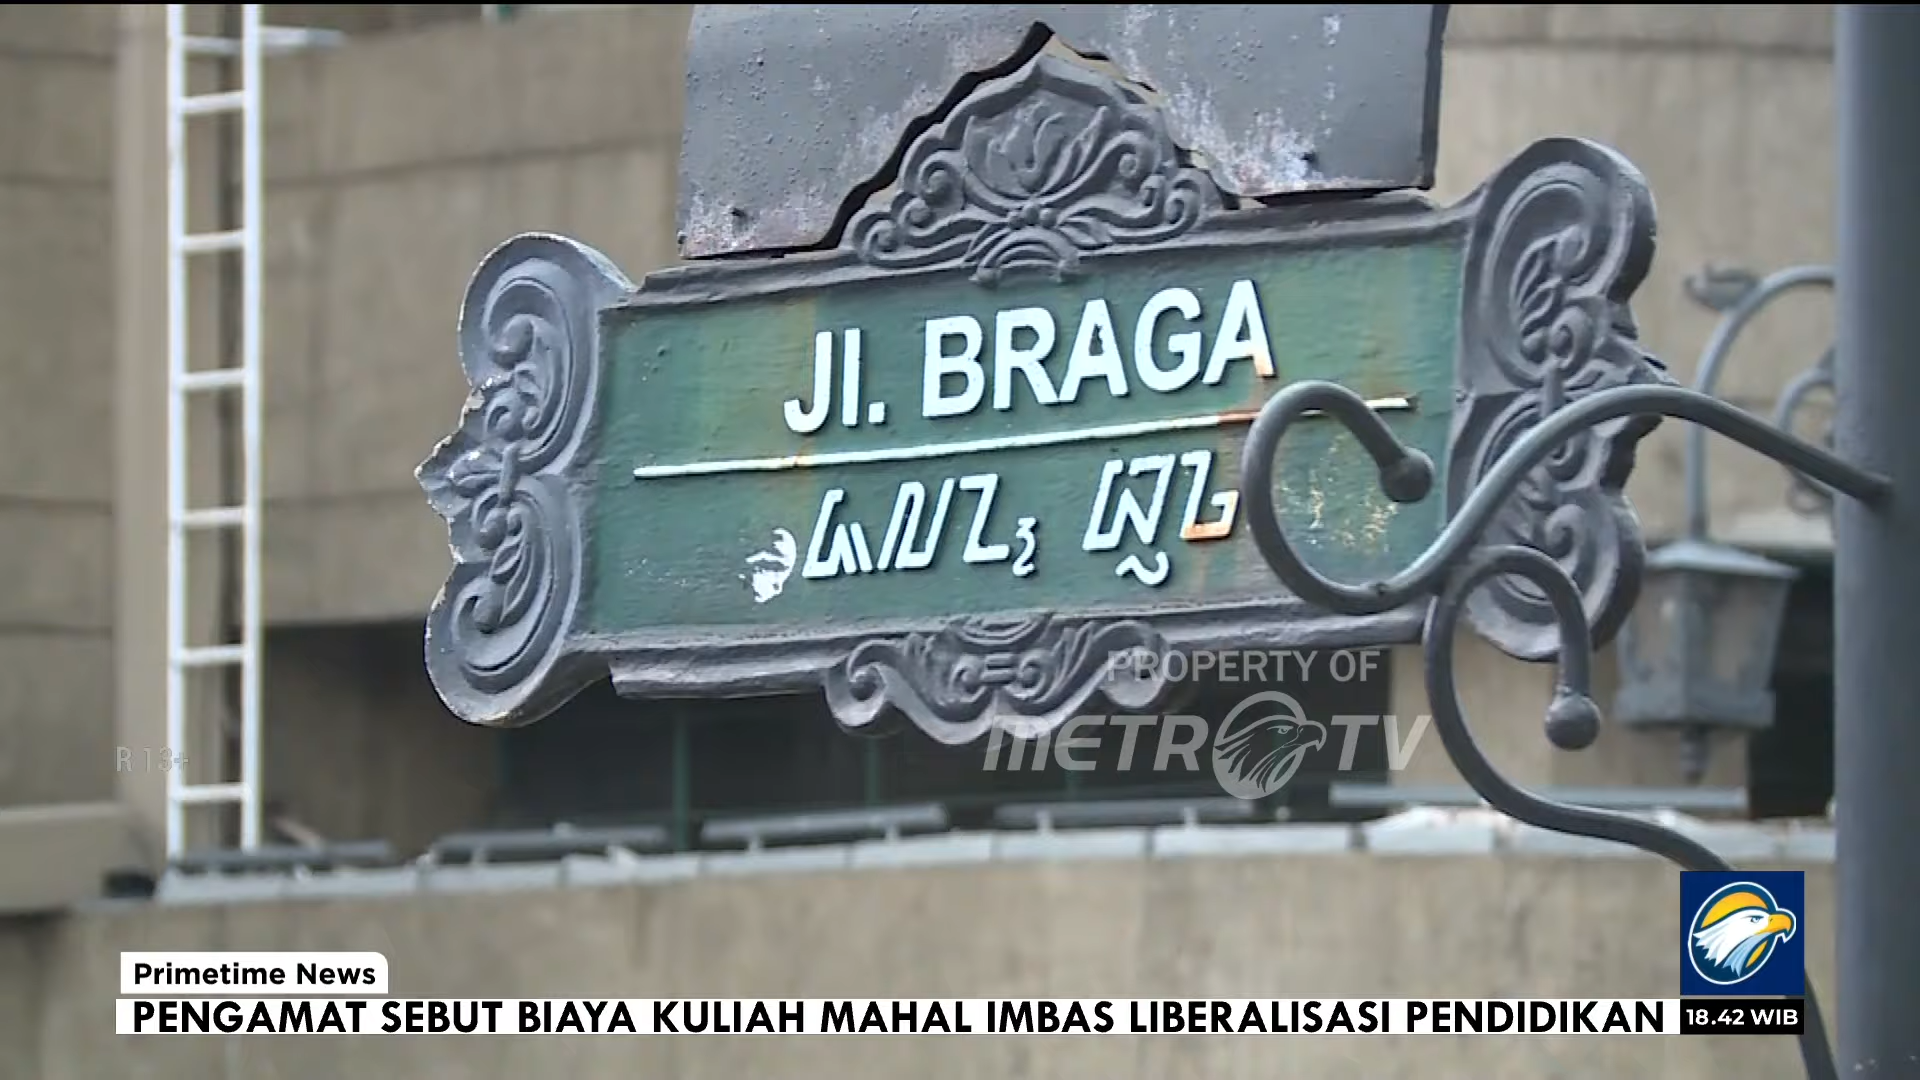 Jl. BRAGA
ᮏᮜᮔ᮪ ᮘᮢᮌ
PROPERTY OF
METRO TV
R 13+
Primetime News
PENGAMAT SEBUT BIAYA KULIAH MAHAL IMBAS LIBERALISASI PENDIDIKAN
18.42 WIB